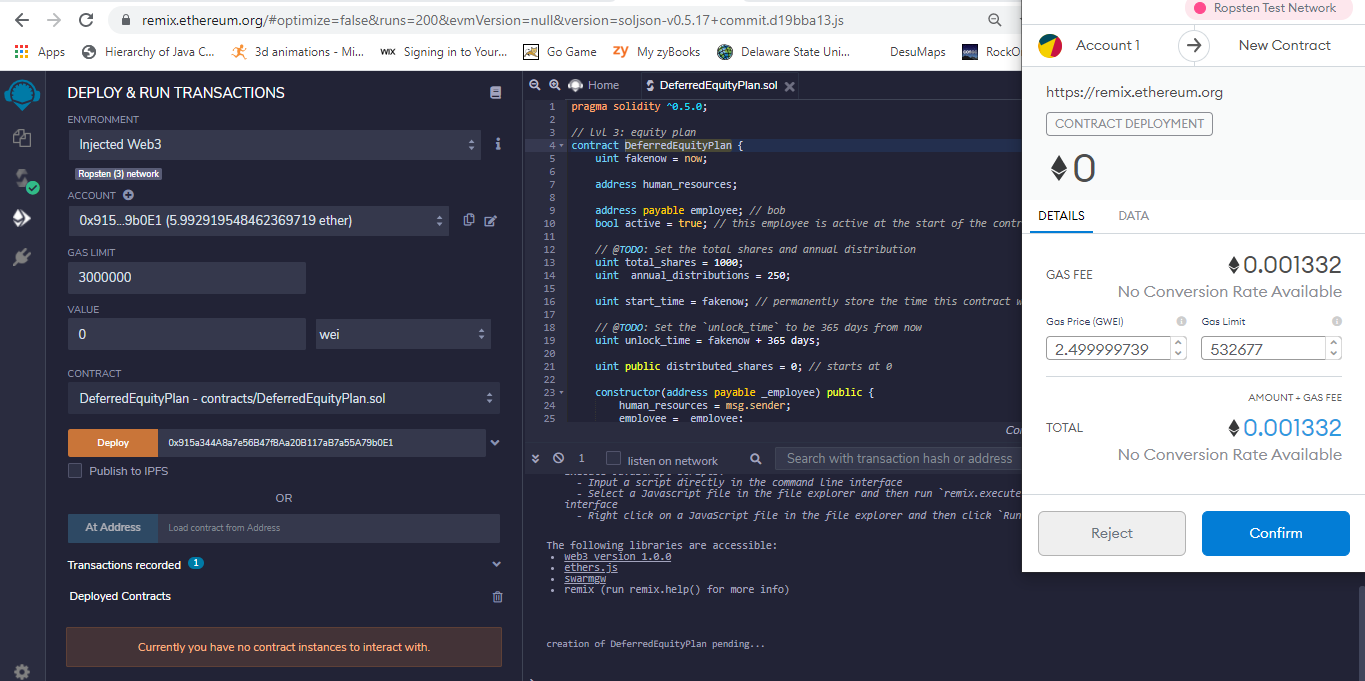 remix.ethereum.org/#optimize=false&runs=200&evmVersion=null&version=soljson-v0.5.17+commit.d19bba13.js
Apps
Hierarchy of Java C...
3d animations - Mi...
WIX Signing in to Your...
Go Game
zy My zyBooks
Delaware State Uni...
DesuMaps
RockO
DEPLOY & RUN TRANSACTIONS
ENVIRONMENT
Injected Web3
i
Ropsten (3) network
ACCOUNT
0x915...9b0E1 (5.992919548462369719 ether)
GAS LIMIT
3000000
VALUE
0
wei
CONTRACT
DeferredEquityPlan - contracts/DeferredEquityPlan.sol
Deploy
0x915a344A8a7e56B47f8Aa20B117aB7a55A79b0E1
Publish to IPFS
OR
At Address
Load contract from Address
Transactions recorded 1
Deployed Contracts
Currently you have no contract instances to interact with.
Home
DeferredEquityPlan.sol
1 pragma solidity ^0.5.0;
2
3 // lvl 3: equity plan
4 contract DeferredEquityPlan {
5 uint fakenow = now;
6
7 address human_resources;
8
9 address payable employee; // bob
10 bool active = true; // this employee is active at the start of the contr
11
12 // @TODO: Set the total shares and annual distribution
13 uint total_shares = 1000;
14 uint annual_distributions = 250;
15
16 uint start_time = fakenow; // permanently store the time this contract w
17
18 // @TODO: Set the `unlock_time` to be 365 days from now
19 uint unlock_time = fakenow + 365 days;
20
21 uint public distributed_shares = 0; // starts at 0
22
23 constructor(address payable _employee) public {
24 human_resources = msg.sender;
25 employee = _employee;
Co
1
listen on network
Search with transaction hash or address
- Input a script directly in the command line interface
- Select a Javascript file in the file explorer and then run `remix.execute
interface
- Right click on a JavaScript file in the file explorer and then click `Run
The following libraries are accessible:
• web3 version 1.0.0
• ethers.js
• swarmgw
• remix (run remix.help() for more info)
creation of DeferredEquityPlan pending...
Ropsten Test Network
Account 1
New Contract
https://remix.ethereum.org
CONTRACT DEPLOYMENT
0
DETAILS
DATA
GAS FEE
0.001332
No Conversion Rate Available
Gas Price (GWEI)
Gas Limit
2.499999739
532677
AMOUNT + GAS FEE
TOTAL
0.001332
No Conversion Rate Available
Reject
Confirm